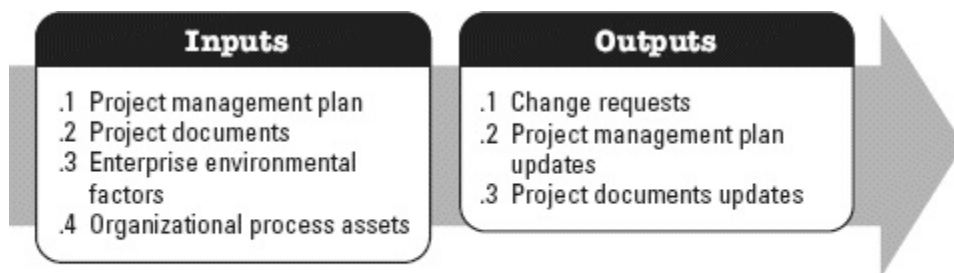 Inputs
.1 Project management plan
.2 Project documents
.3 Enterprise environmental
factors
.4 Organizational process assets
Outputs
.1 Change requests
.2 Project management plan
updates
.3 Project documents updates